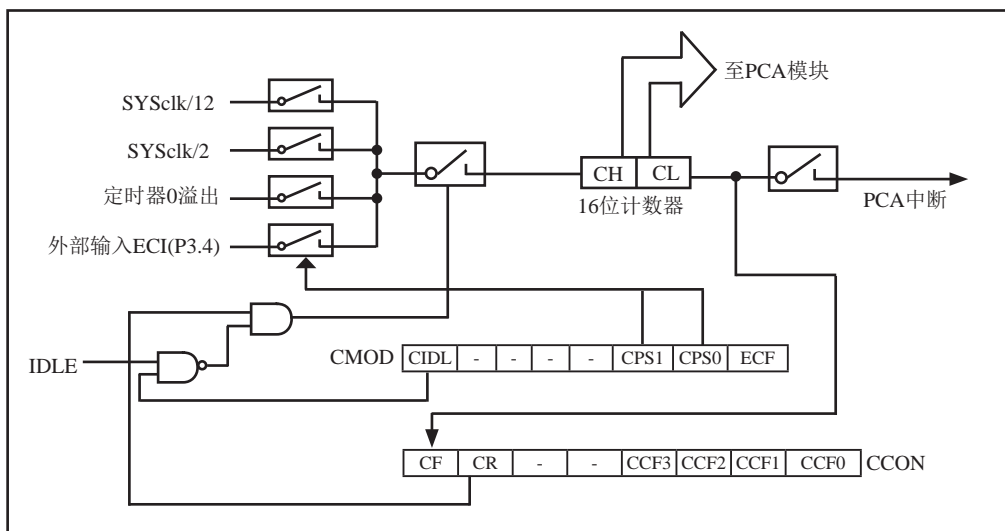 SYSclk/12
SYSclk/2
定时器0溢出
外部输入ECI(P3.4)
至PCA模块
CH CL
16位计数器
PCA中断
IDLE
CMOD CIDL - - - - CPS1 CPS0 ECF
CF CR - - CCF3 CCF2 CCF1 CCF0 CCON